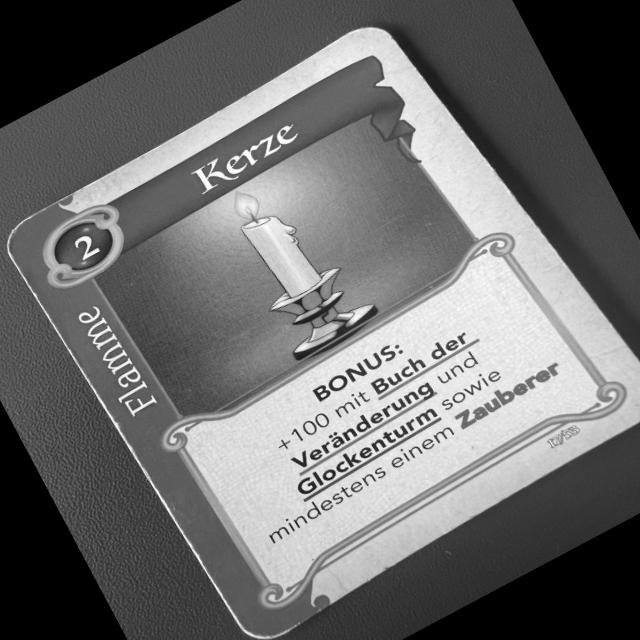 Kerze
2
Flamme
BONUS:
+100 mit Buch der
Veränderung und
Glockenturm sowie
mindestens einem Zauberer